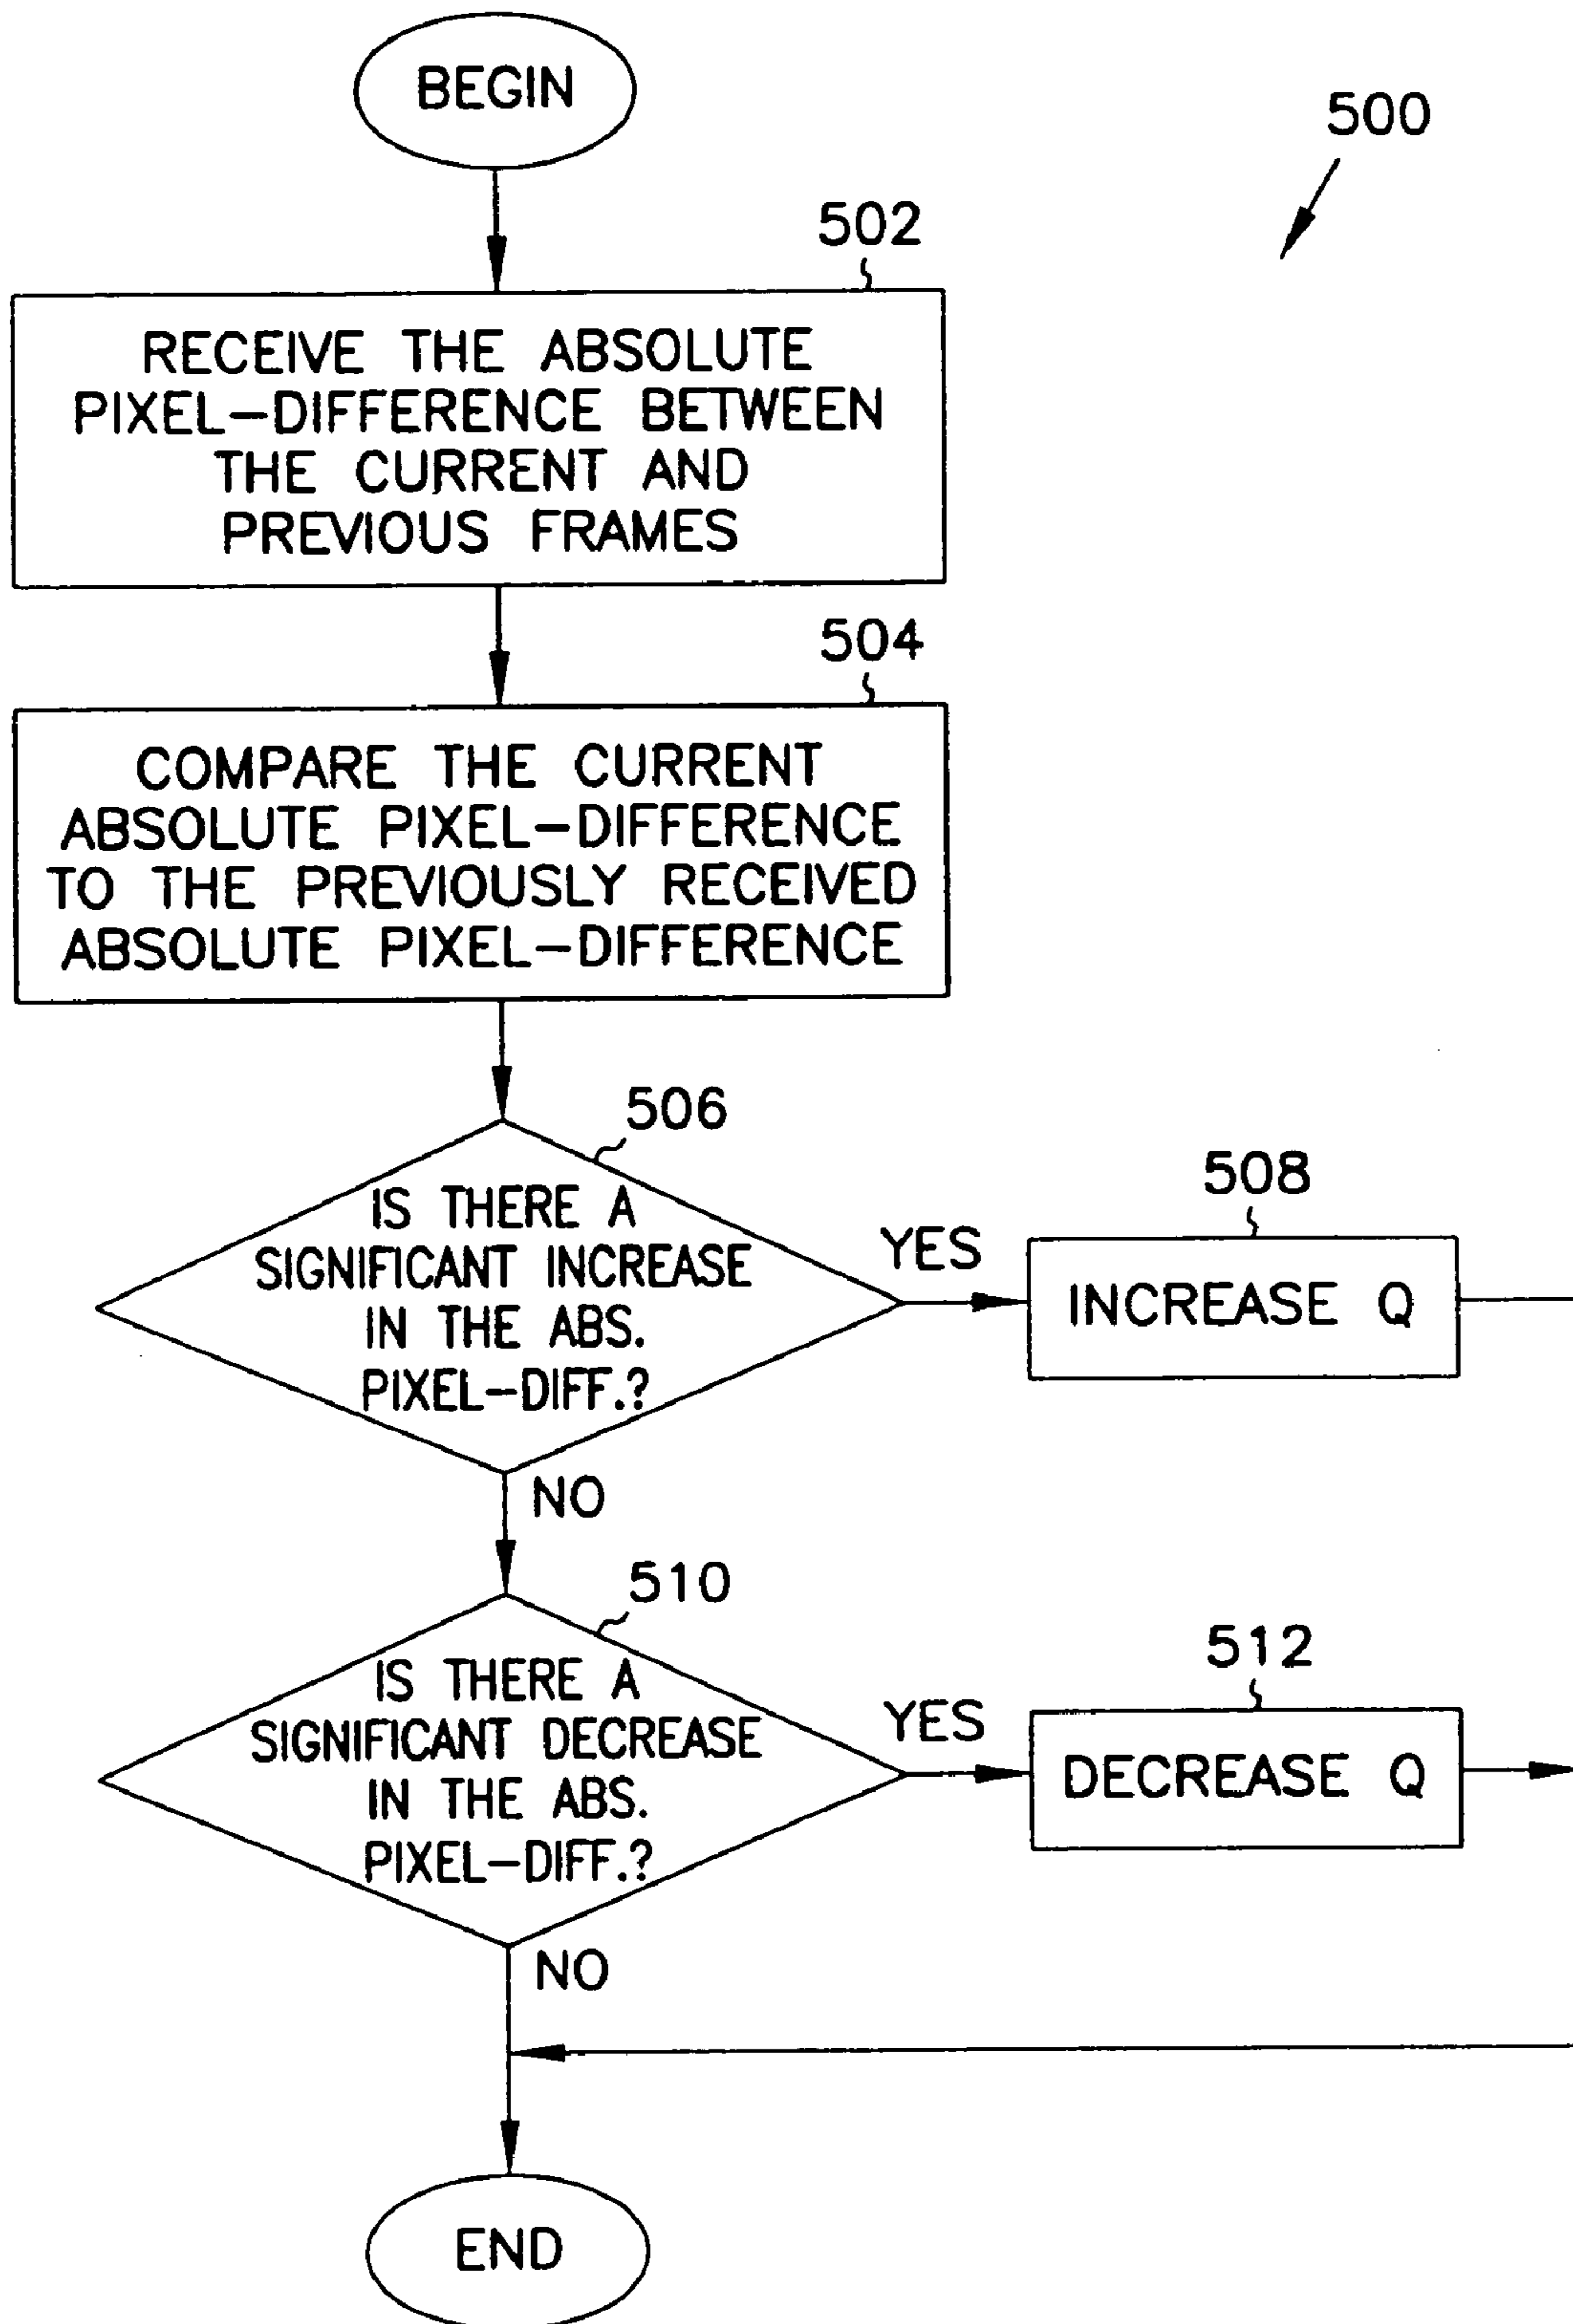 BEGIN
500
502
RECEIVE THE ABSOLUTE
PIXEL-DIFFERENCE BETWEEN
THE CURRENT AND
PREVIOUS FRAMES
504
COMPARE THE CURRENT
ABSOLUTE PIXEL-DIFFERENCE
TO THE PREVIOUSLY RECEIVED
ABSOLUTE PIXEL-DIFFERENCE
506
IS THERE A
SIGNIFICANT INCREASE
IN THE ABS.
PIXEL-DIFF.?
YES
508
INCREASE Q
NO
510
IS THERE A
SIGNIFICANT DECREASE
IN THE ABS.
PIXEL-DIFF.?
YES
512
DECREASE Q
NO
END